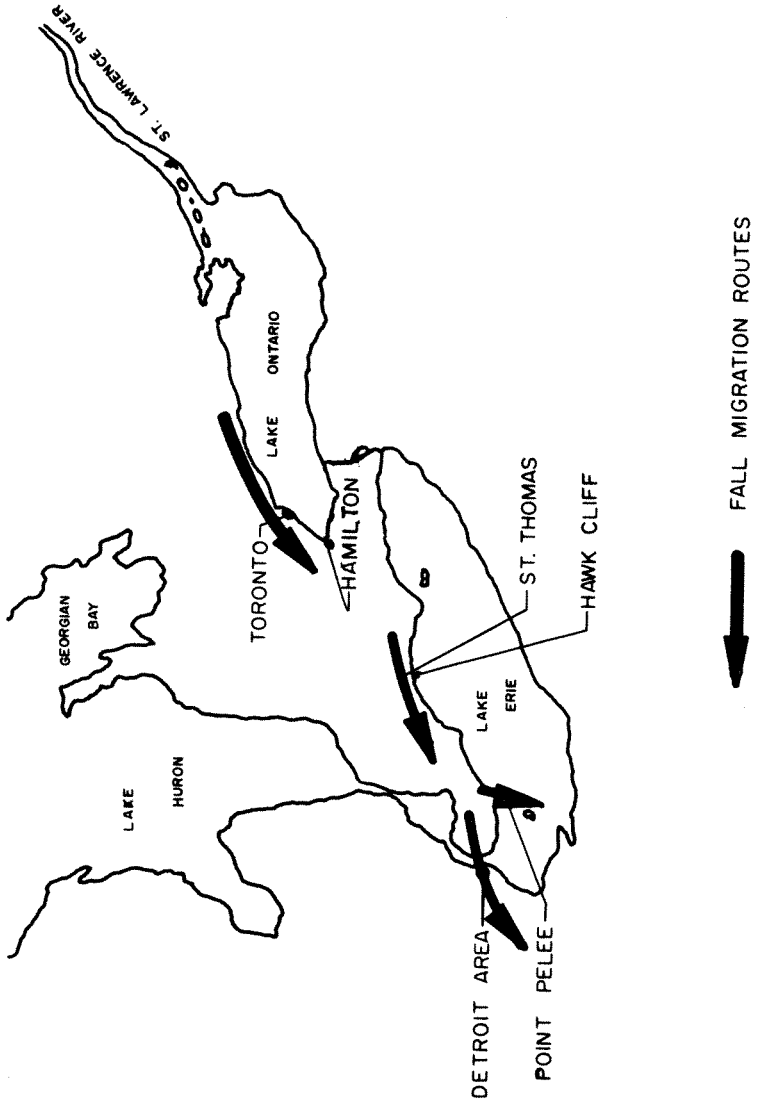 ST. LAWRENCE RIVER
LAKE ONTARIO
GEORGIAN
BAY
TORONTO
HAMILTON
LAKE
HURON
ST. THOMAS
HAWK CLIFF
LAKE
ERIE
DETROIT AREA
POINT PELEE
FALL MIGRATION ROUTES